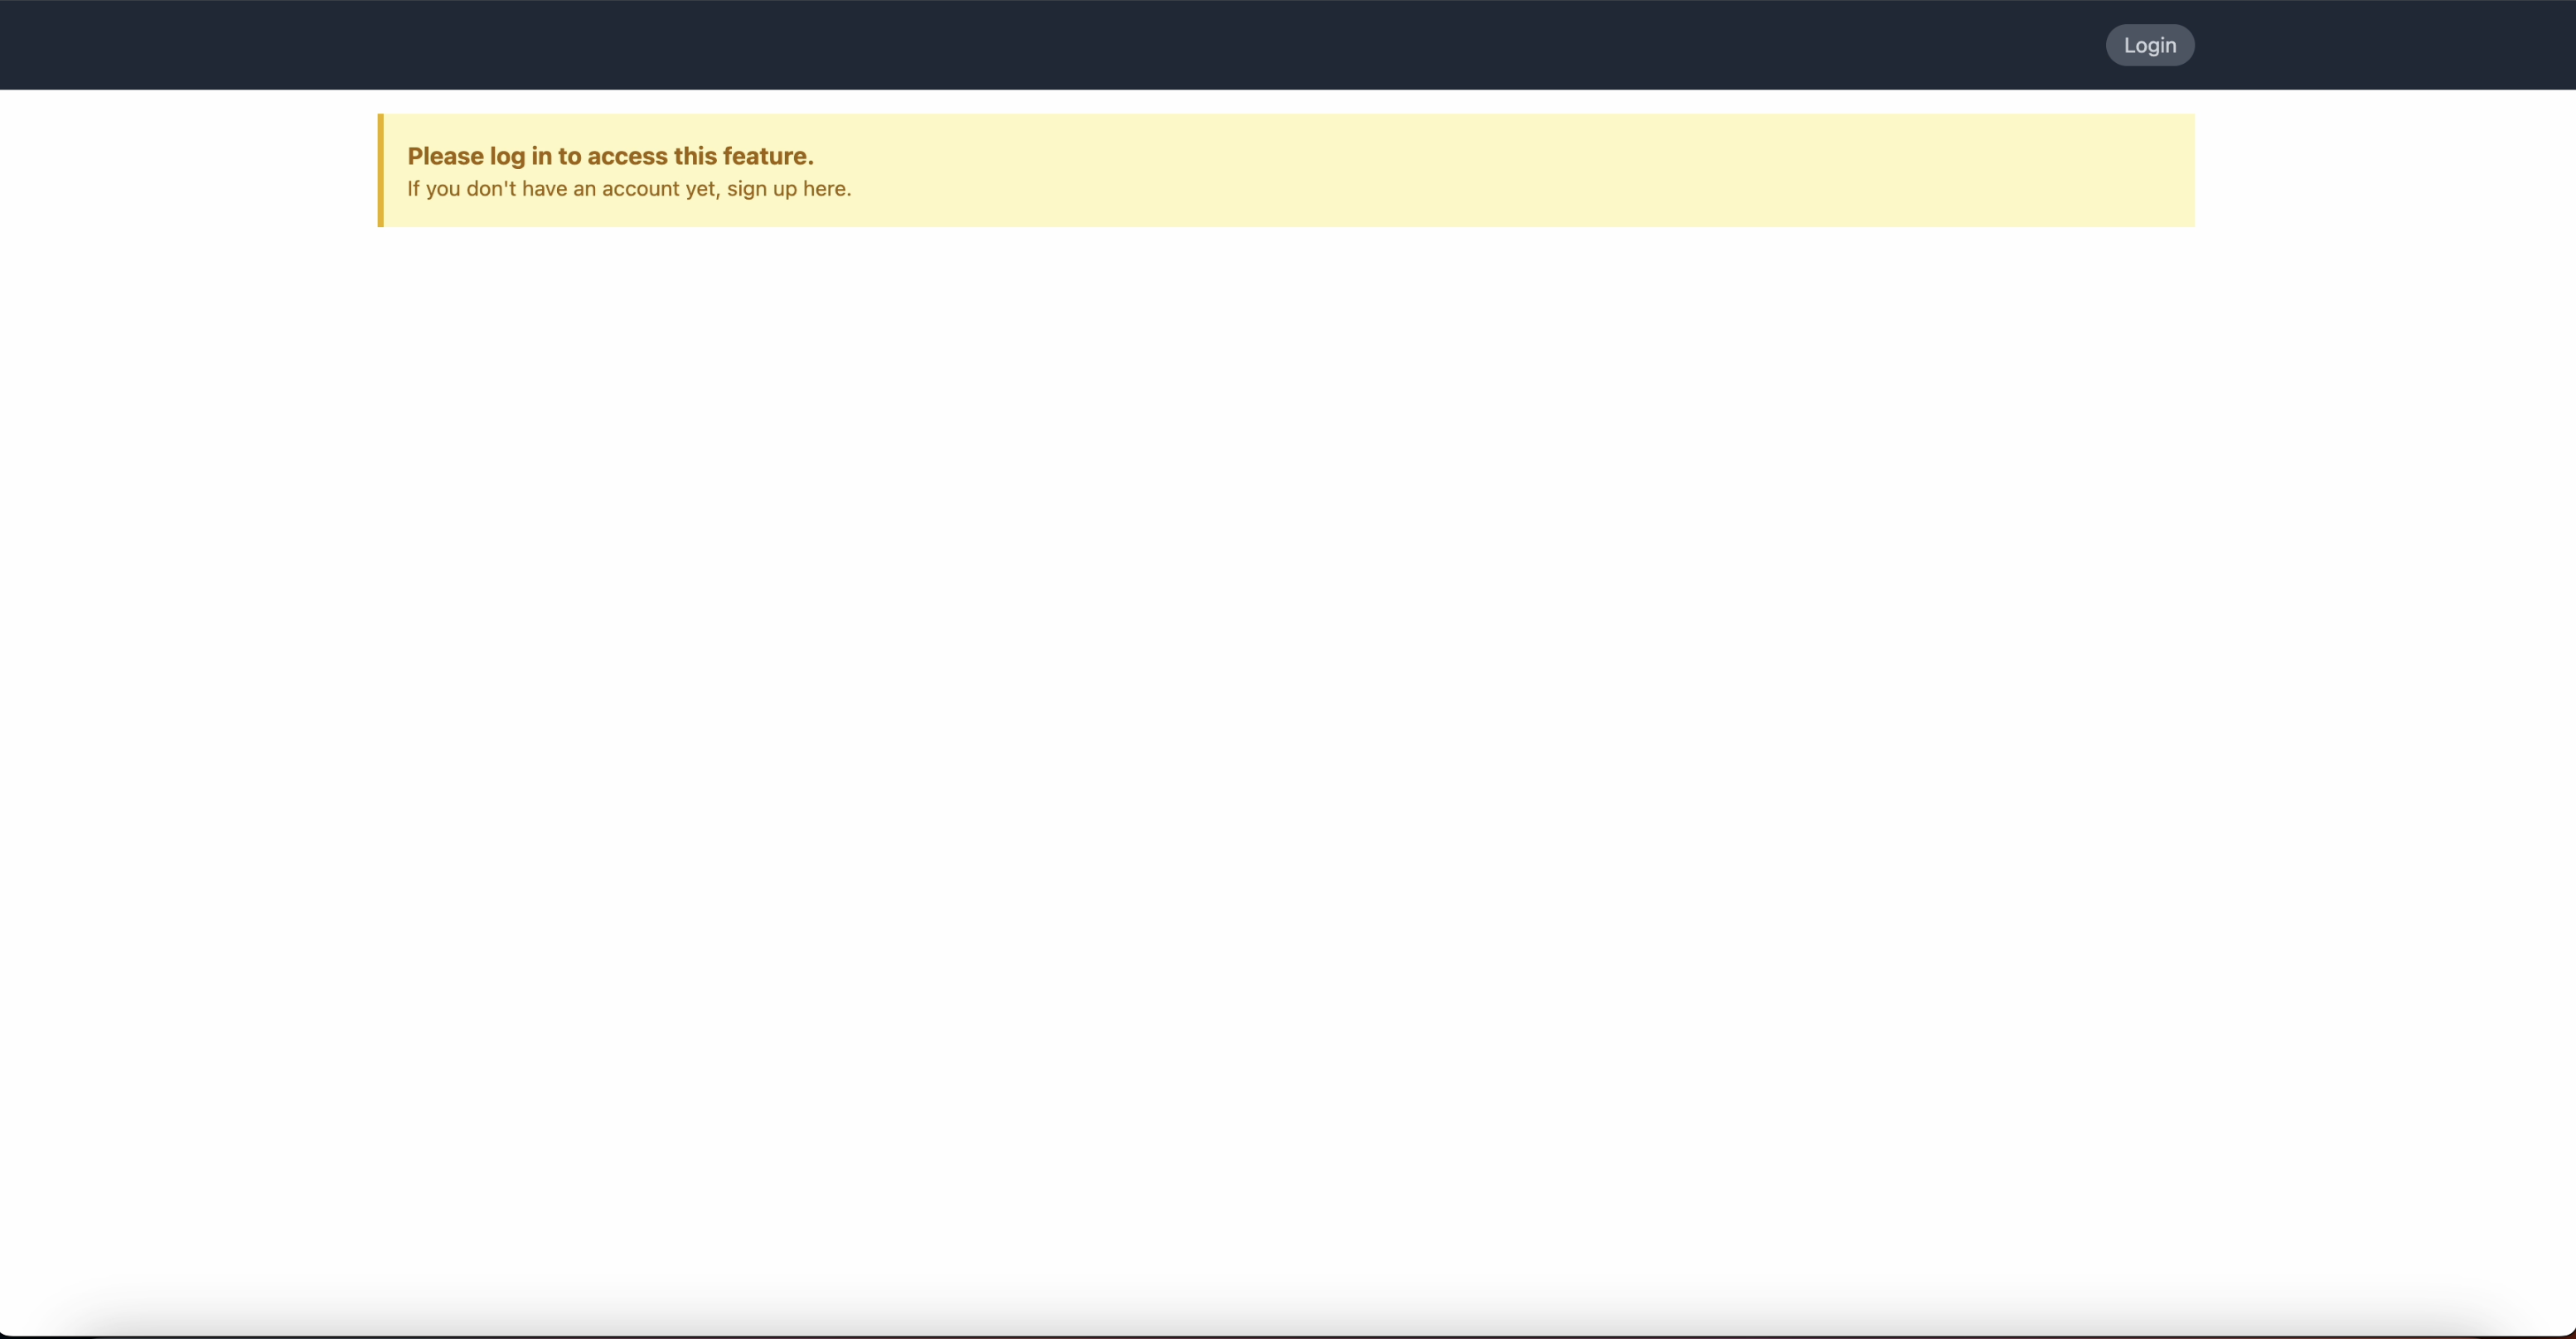 Login
Please log in to access this feature.
If you don't have an account yet, sign up here.